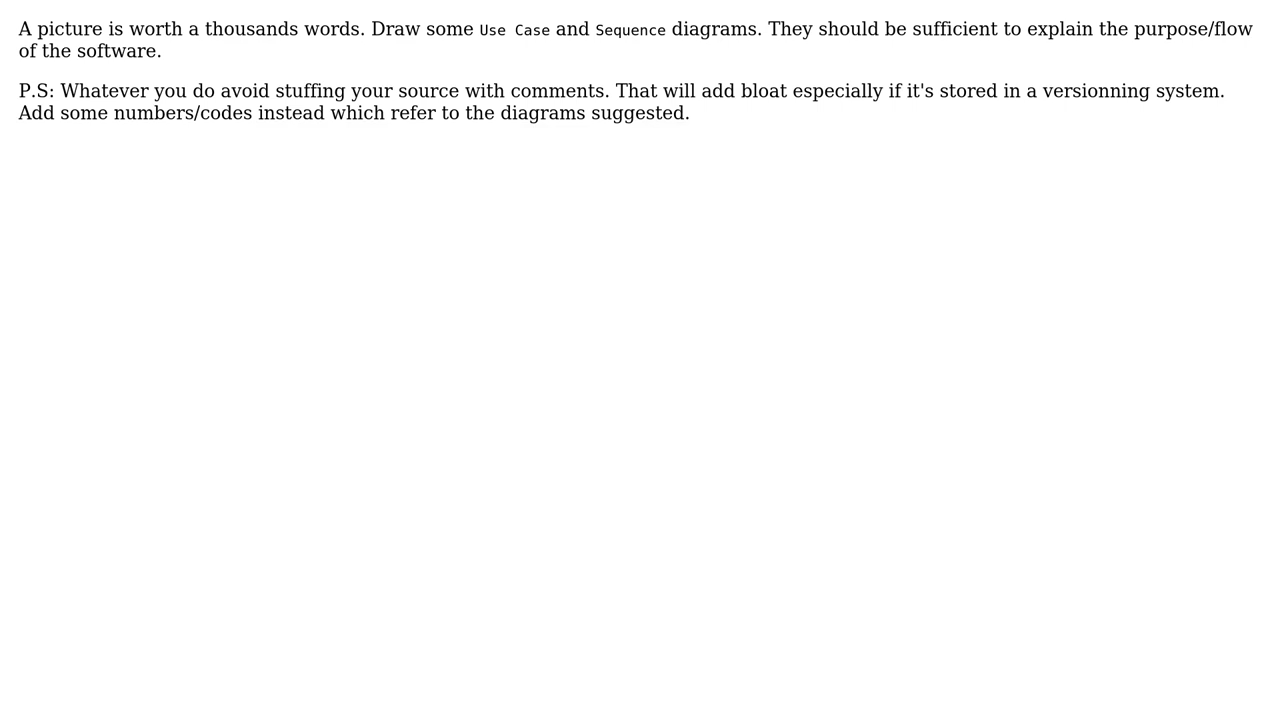 A picture is worth a thousands words. Draw some Use Case and Sequence diagrams. They should be sufficient to explain the purpose/flow
of the software.
P.S: Whatever you do avoid stuffing your source with comments. That will add bloat especially if it's stored in a versionning system.
Add some numbers/codes instead which refer to the diagrams suggested.